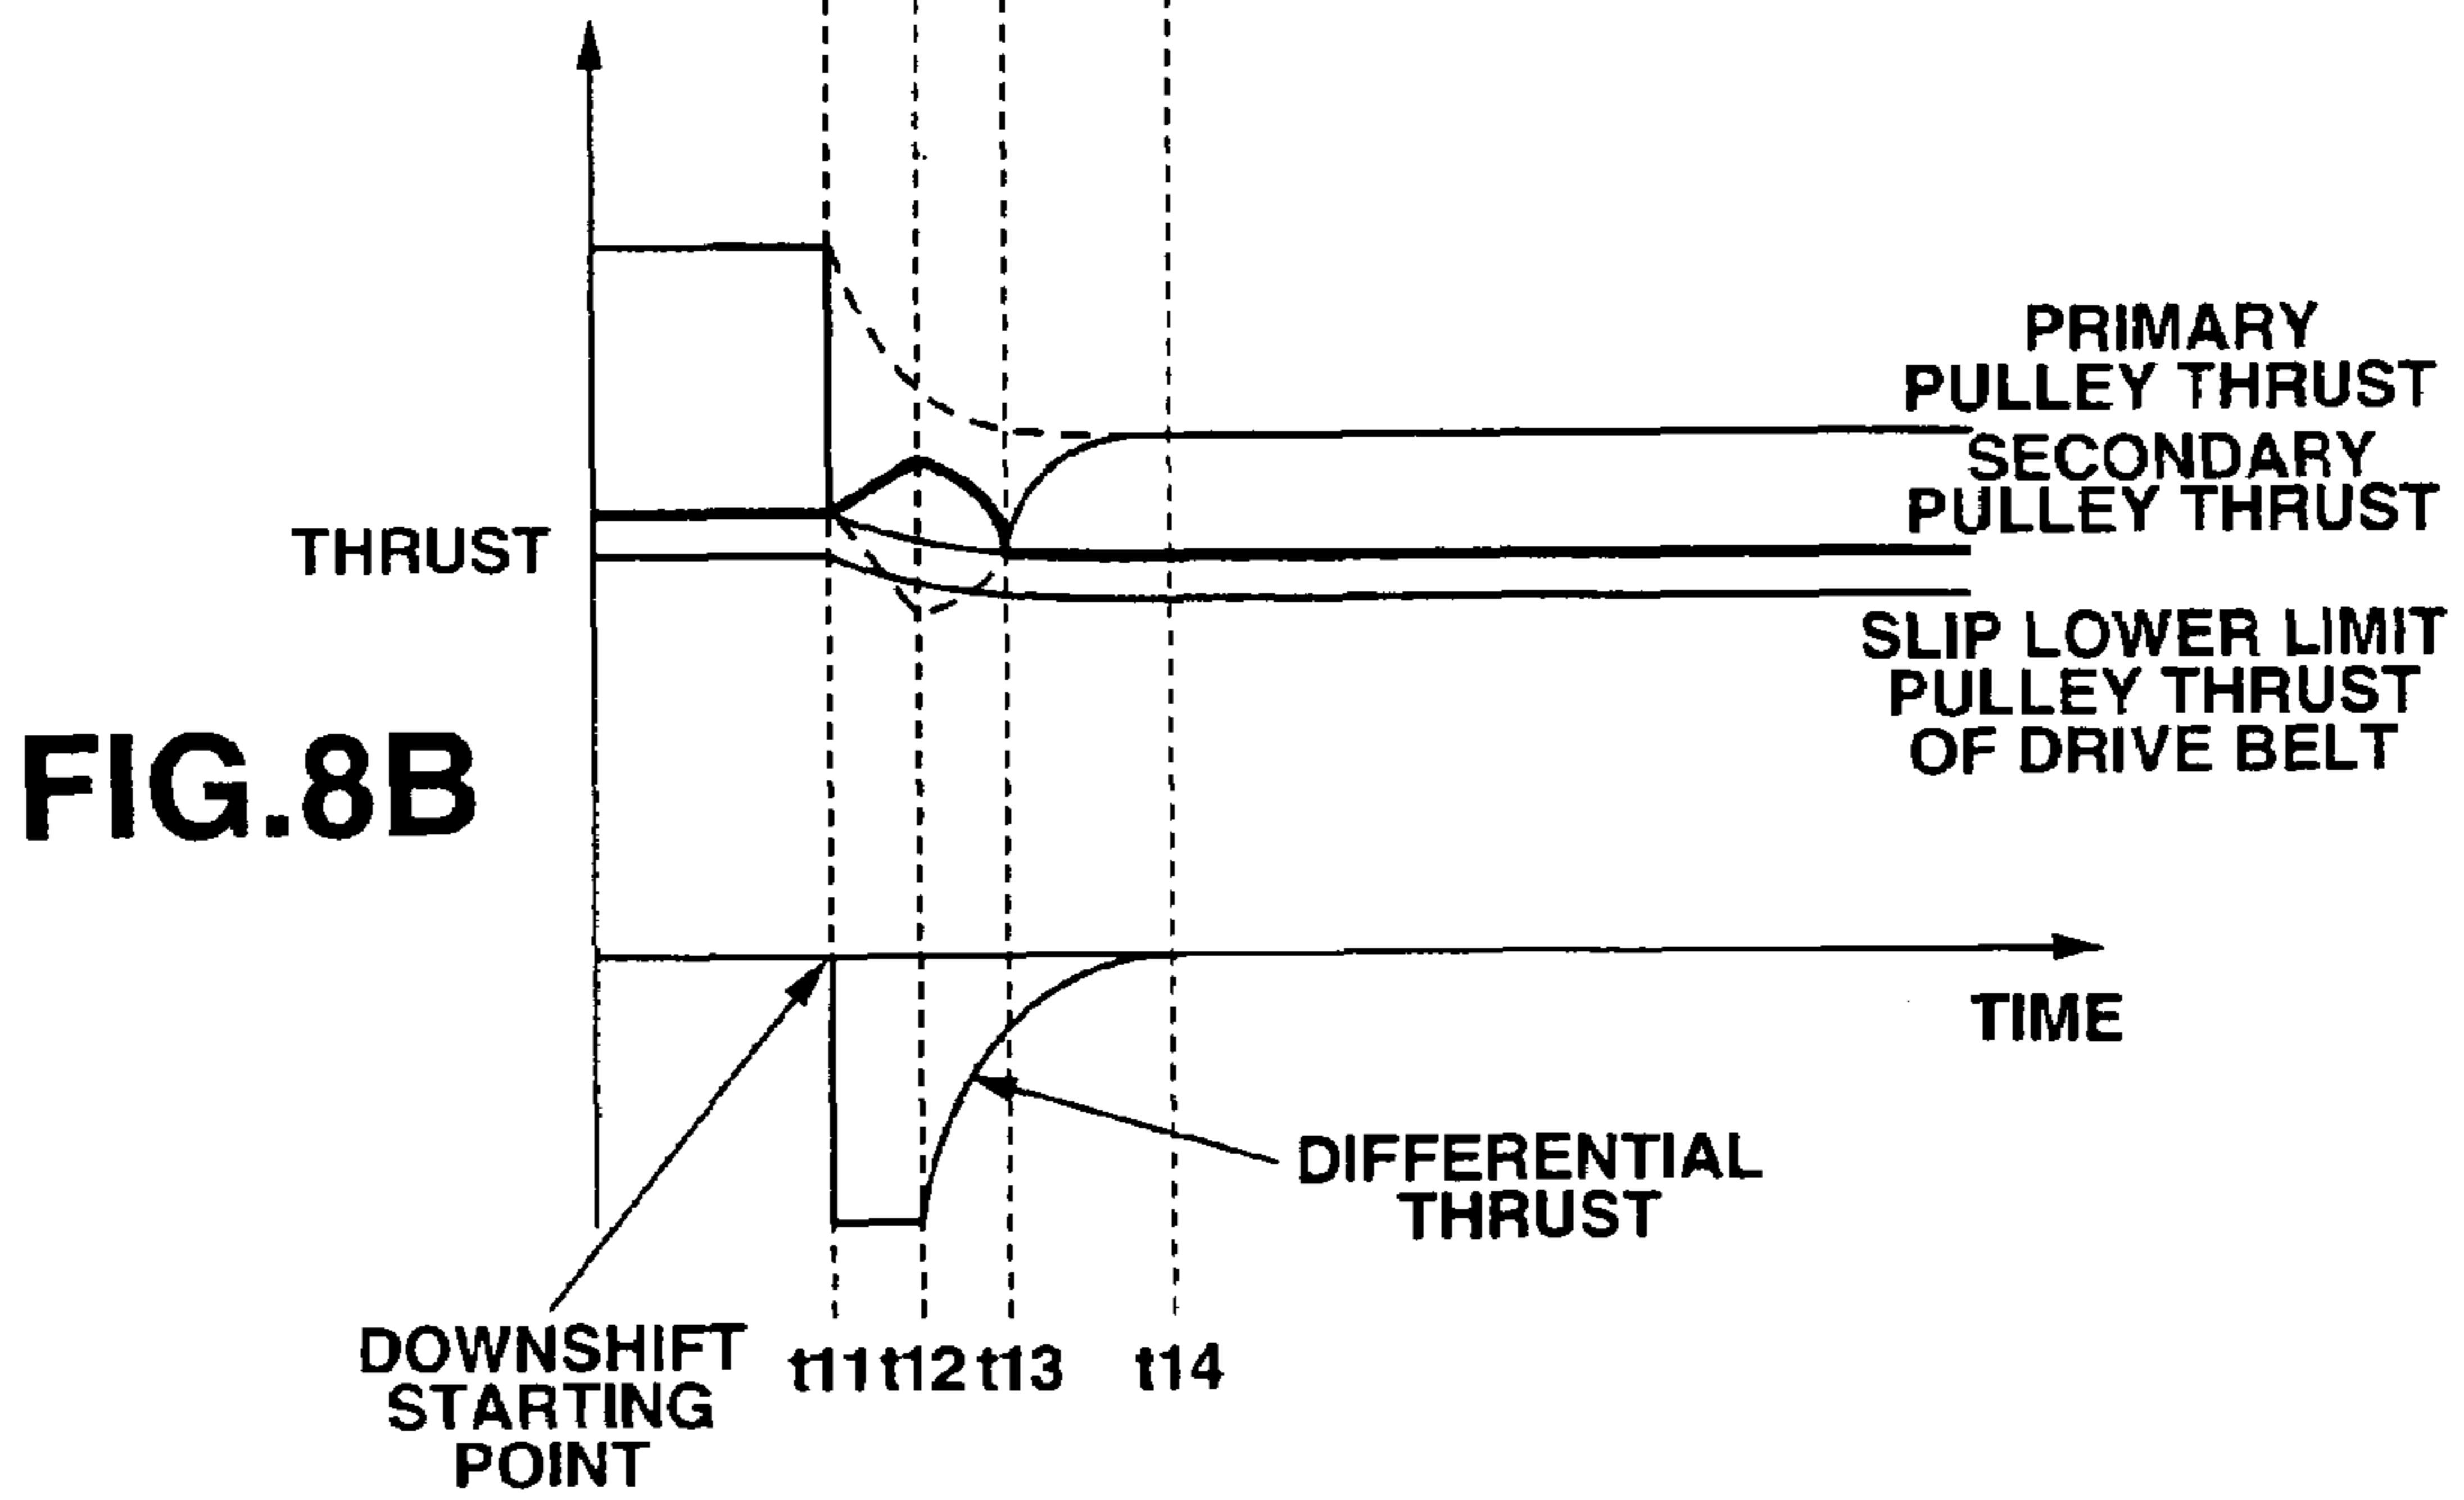 PRIMARY
PULLEY THRUST
SECONDARY
PULLEY THRUST
THRUST
SLIP LOWER LIMIT
PULLEY THRUST
OF DRIVE BELT
FIG.8B
TIME
DIFFERENTIAL
THRUST
DOWNSHIFT
STARTING
POINT
t11 t12 t13 t14